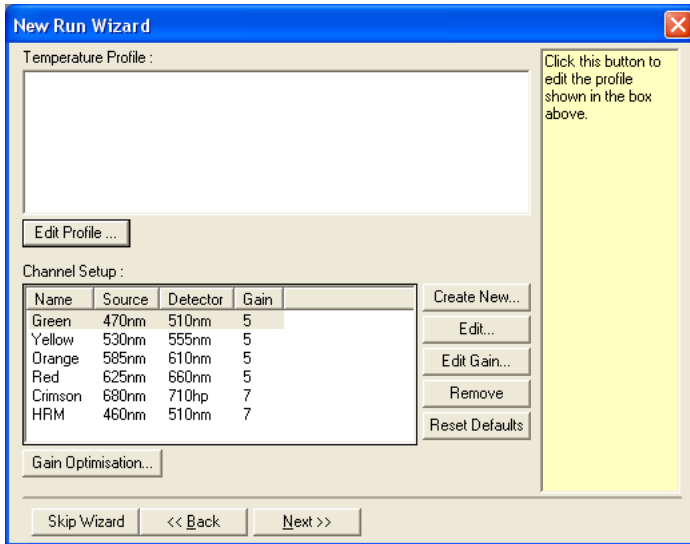 New Run Wizard
Temperature Profile :
Click this button to
edit the profile
shown in the box
above.
Edit Profile ...
Channel Setup :
Name Source Detector Gain
Green 470nm 510nm 5
Yellow 530nm 555nm 5
Orange 585nm 610nm 5
Red 625nm 660nm 5
Crimson 680nm 710hp 7
HRM 460nm 510nm 7
Create New...
Edit...
Edit Gain...
Remove
Reset Defaults
Gain Optimisation...
Skip Wizard << Back Next >>